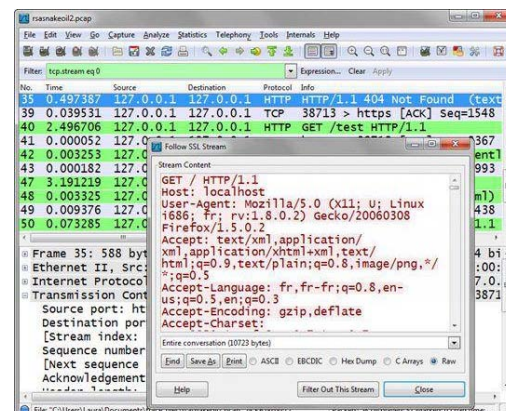 rsasnakeoil2.pcap
File Edit View Go Capture Analyze Statistics Telephony Tools Internals Help
Filter: tcp.stream eq 0 Expression... Clear Apply
No. Time Source Destination Protocol Info
35 0.497387 127.0.0.1 127.0.0.1 HTTP HTTP/1.1 404 Not Found (text
39 0.039531 127.0.0.1 127.0.0.1 TCP 38713 > https [ACK] Seq=1548
40 2.496706 127.0.0.1 127.0.0.1 HTTP GET /test HTTP/1.1
41 0.000052 127.0 367
42 0.003253 127.0
43 0.000182 127.0 993
47 3.191219 127.0
48 0.003325 127.0
49 0.009376 127.0 438
50 0.073285 127.0 1.1
Follow SSL Stream
Stream Content
GET / HTTP/1.1
Host: localhost
User-Agent: Mozilla/5.0 (X11; U; Linux
i686; fr; rv:1.8.0.2) Gecko/20060308
Firefox/1.5.0.2
Accept: text/xml,application/
xml,application/xhtml+xml,text/
html;q=0.9,text/plain;q=0.8,image/png,*/
*;q=0.5
Accept-Language: fr,fr-fr;q=0.8,en-
us;q=0.5,en;q=0.3
Accept-Encoding: gzip,deflate
Accept-Charset:
Entire conversation (10723 bytes)
Find Save As Print ASCII EBCDIC Hex Dump C Arrays Raw
Help Filter Out This Stream Close
Frame 35: 588 byt
Ethernet II, Src:
Internet Protocol
Transmission Cont
Source port: ht
Destination por
[Stream index:
Sequence number
[Next sequence
Acknowledgement